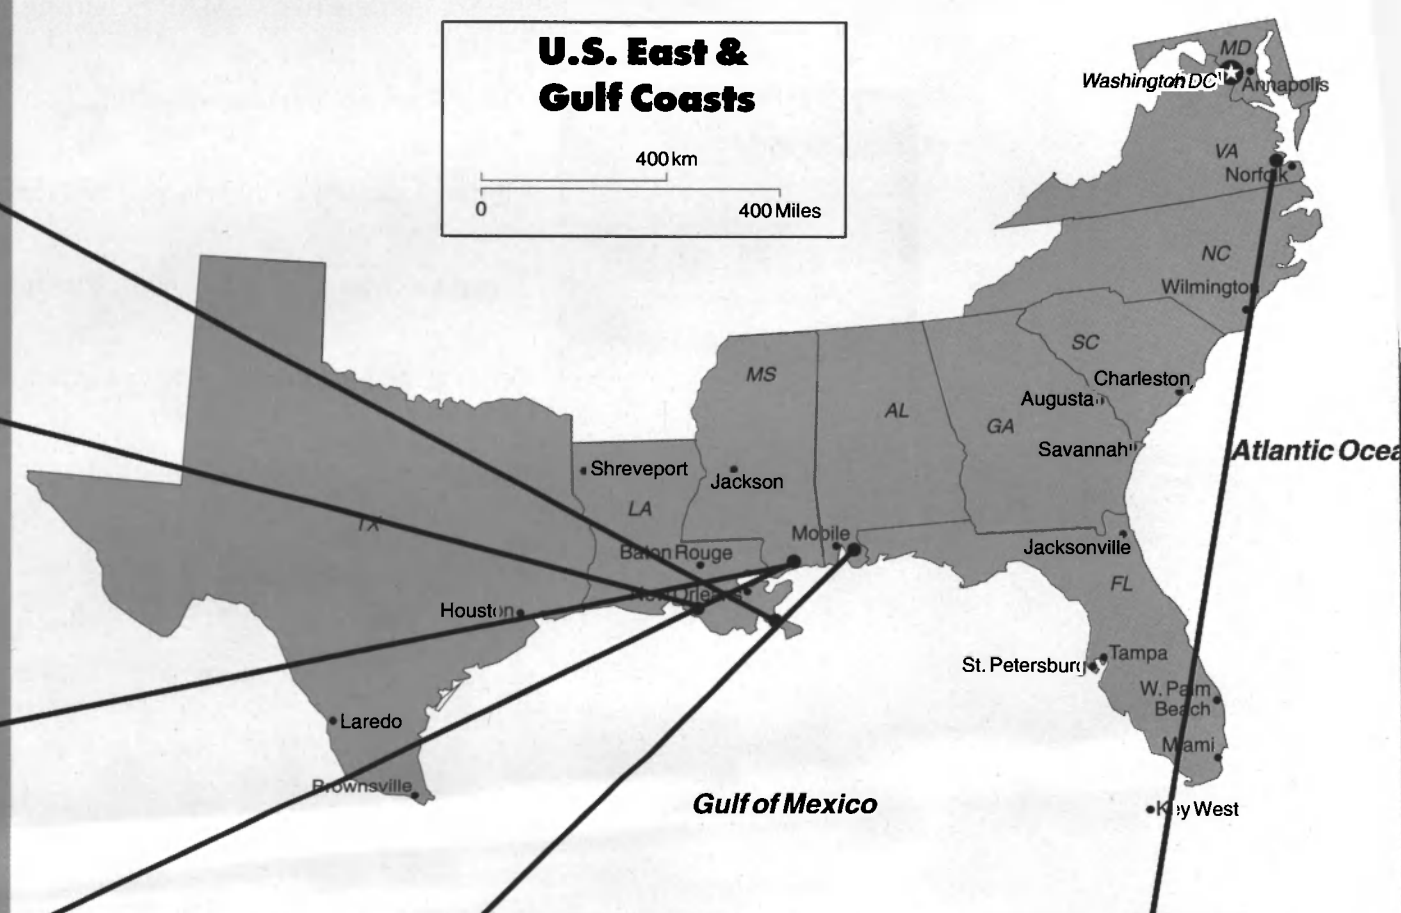 U.S. East &
Gulf Coasts
400 km
0
400 Miles
MD
Washington DC
Annapolis
VA
Norfolk
NC
Wilmington
SC
MS
Charleston
AL
Augusta
GA
Savannah
Atlantic Ocea
Shreveport
Jackson
LA
TX
Mobile
Baton Rouge
Jacksonville
FL
New Orleans
Houston
Tampa
St. Petersburg
W. Palm
Beach
Laredo
Miami
Brownsville
Gulf of Mexico
Key West